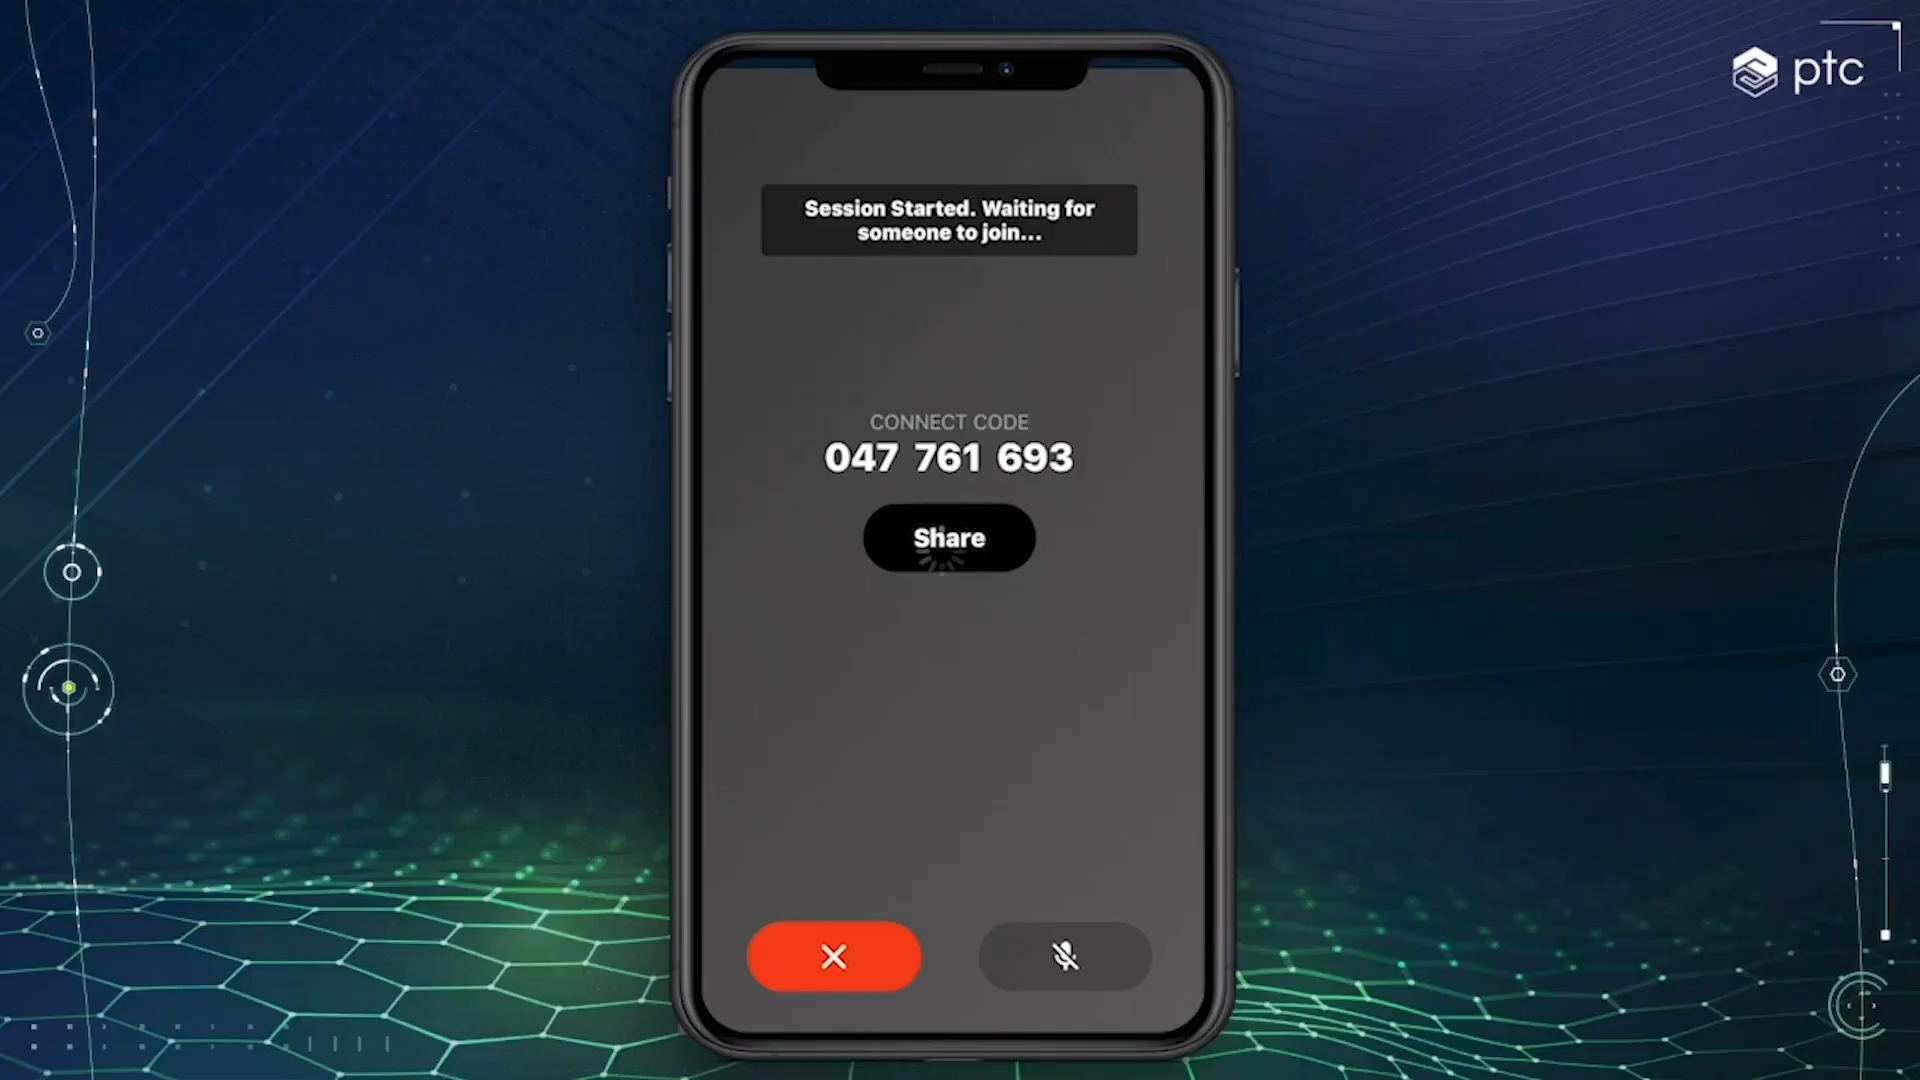 ptc
Session Started. Waiting for
someone to join...
CONNECT CODE
047 761 693
Share